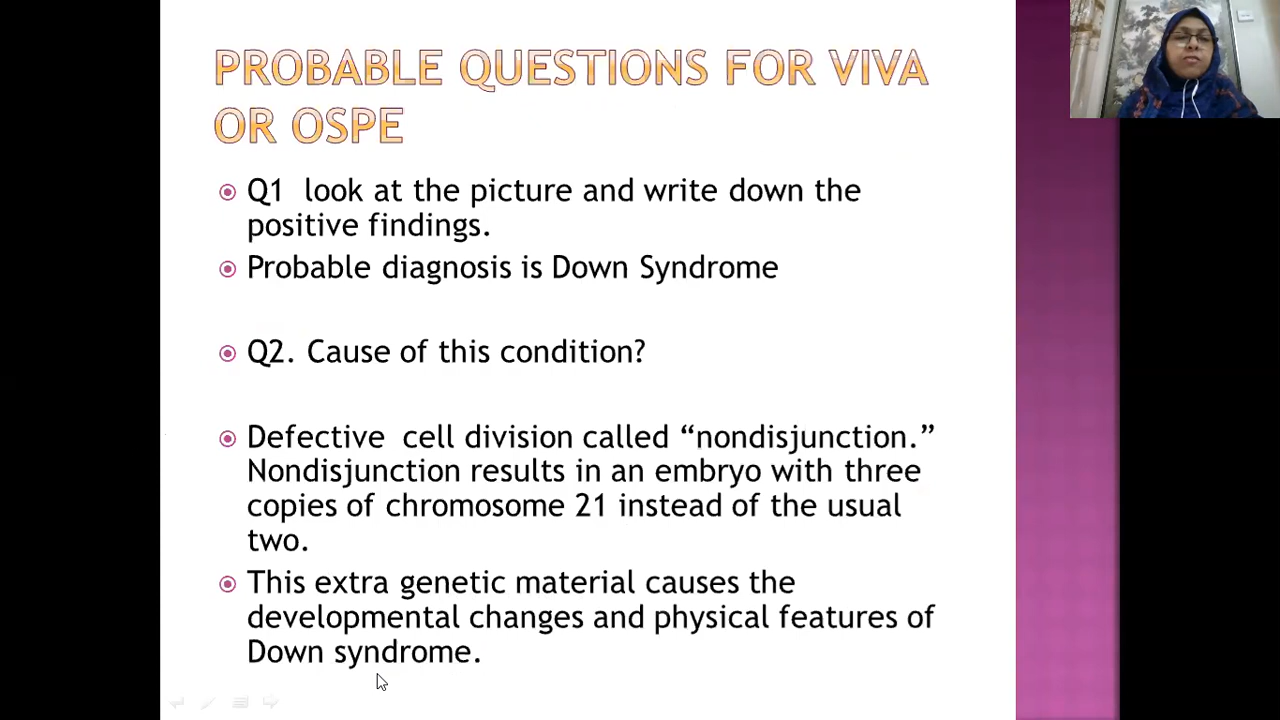 PROBABLE QUESTIONS FOR VIVA
OR OSPE
Q1 look at the picture and write down the
positive findings.
Probable diagnosis is Down Syndrome
Q2. Cause of this condition?
Defective cell division called “nondisjunction.”
Nondisjunction results in an embryo with three
copies of chromosome 21 instead of the usual
two.
This extra genetic material causes the
developmental changes and physical features of
Down syndrome.